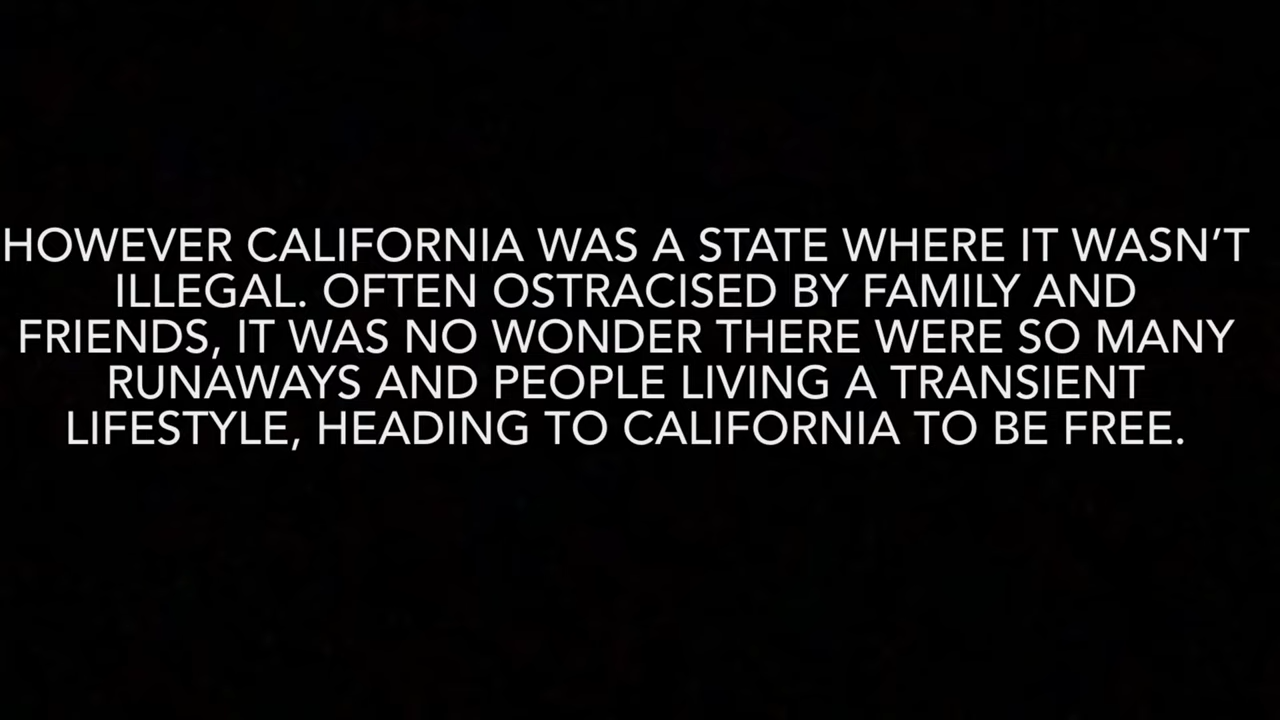 HOWEVER CALIFORNIA WAS A STATE WHERE IT WASN’T
ILLEGAL. OFTEN OSTRACISED BY FAMILY AND
FRIENDS, IT WAS NO WONDER THERE WERE SO MANY
RUNAWAYS AND PEOPLE LIVING A TRANSIENT
LIFESTYLE, HEADING TO CALIFORNIA TO BE FREE.